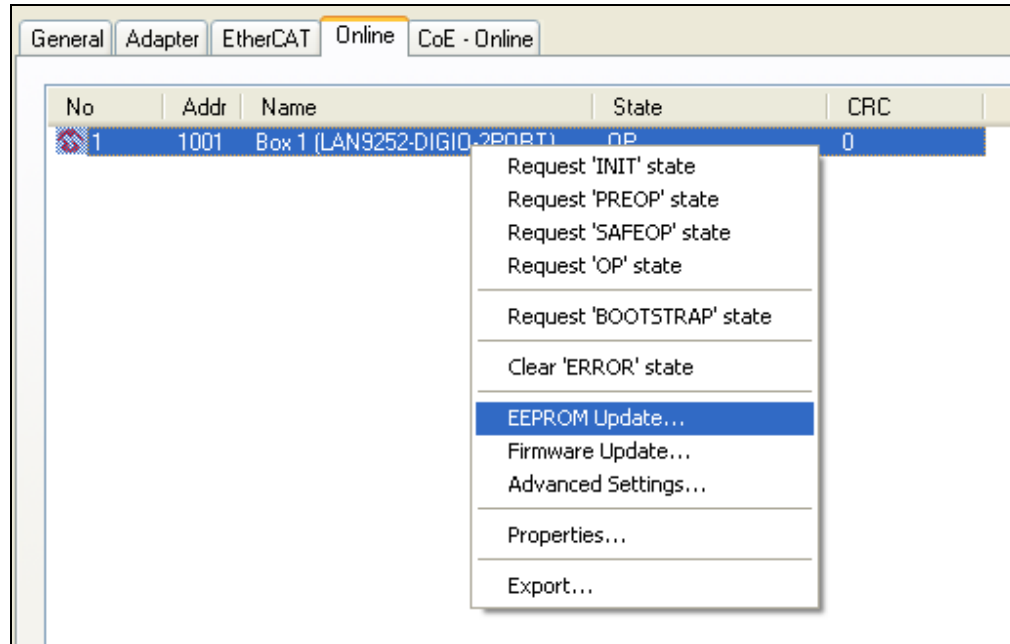 General Adapter EtherCAT Online CoE - Online
No Addr Name State CRC
1 1001 Box 1 (LAN9252-DIGIO-2PORT) OP 0
Request 'INIT' state
Request 'PREOP' state
Request 'SAFEOP' state
Request 'OP' state
Request 'BOOTSTRAP' state
Clear 'ERROR' state
EEPROM Update...
Firmware Update...
Advanced Settings...
Properties...
Export...